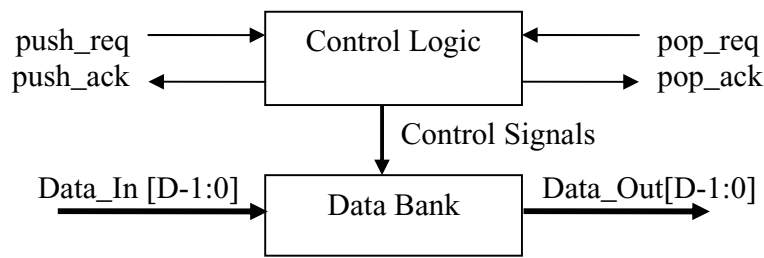 push_req
push_ack
Control Logic
pop_req
pop_ack
Control Signals
Data_In [D-1:0]
Data Bank
Data_Out[D-1:0]